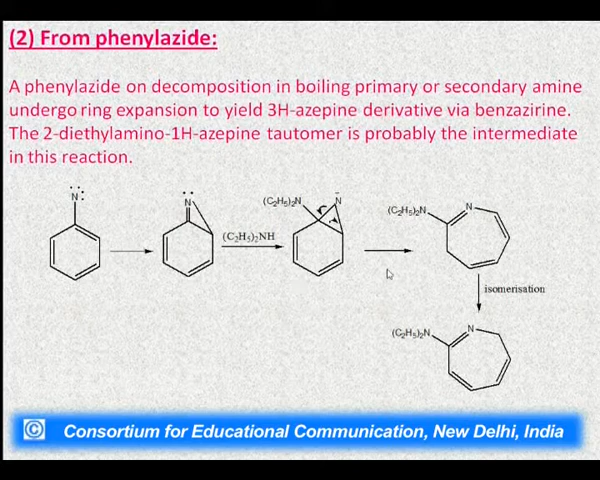 (2) From phenylazide:
A phenylazide on decomposition in boiling primary or secondary amine
undergo ring expansion to yield 3H-azepine derivative via benzazirine.
The 2-diethylamino-1H-azepine tautomer is probably the intermediate
in this reaction.
N:
N
(C₂H₅)₂NH
(C₂H₅)₂N
N
(C₂H₅)₂N
N
isomerisation
(C₂H₅)₂N
N
© Consortium for Educational Communication, New Delhi, India